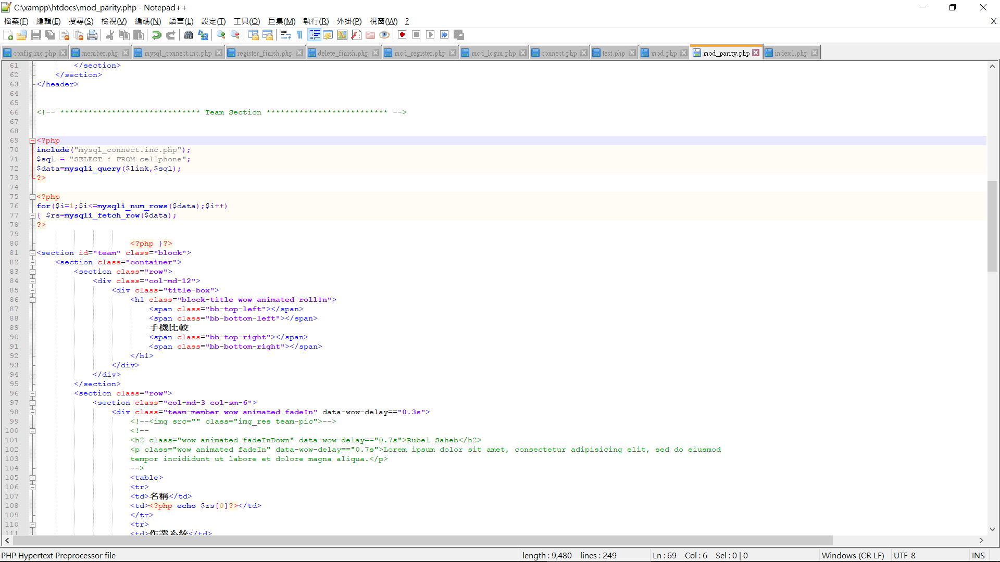 C:\xampp\htdocs\mod_parity.php - Notepad++
檔案(F) 編輯(E) 搜尋(S) 檢視(V) 編碼(N) 語言(L) 設定(T) 工具(O) 巨集(M) 執行(R) 外掛(P) 視窗(W) ? X
config.inc.php member.php mysql_connect.inc.php register_finish.php delete_finish.php mod_register.php mod_login.php connect.php test.php mod.php mod_parity.php index1.php
61 </section>
62 </section>
63 </header>
64
65
66 <!-- ****************************** Team Section ************************** -->
67
68
69 <?php
70 include("mysql_connect.inc.php");
71 $sql = "SELECT * FROM cellphone";
72 $data=mysqli_query($link,$sql);
73 ?>
74
75 <?php
76 for($i=1;$i<=mysqli_num_rows($data);$i++)
77 { $rs=mysqli_fetch_row($data);
78 ?>
79
80 <?php }?>
81 <section id="team" class="block">
82 <section class="container">
83 <section class="row">
84 <div class="col-md-12">
85 <div class="title-box">
86 <h1 class="block-title wow animated rollIn">
87 <span class="bb-top-left"></span>
88 <span class="bb-bottom-left"></span>
89 手機比較
90 <span class="bb-top-right"></span>
91 <span class="bb-bottom-right"></span>
92 </h1>
93 </div>
94 </div>
95 </section>
96 <section class="row">
97 <section class="col-md-3 col-sm-6">
98 <div class="team-member wow animated fadeIn" data-wow-delay=="0.3s">
99 <!--<img src="" class="img_res team-pic">-->
100 <!--
101 <h2 class="wow animated fadeInDown" data-wow-delay=="0.7s">Rubel Saheb</h2>
102 <p class="wow animated fadeIn" data-wow-delay=="0.7s">Lorem ipsum dolor sit amet, consectetur adipisicing elit, sed do eiusmod
103 tempor incididunt ut labore et dolore magna aliqua.</p>
104 -->
105 <table>
106 <tr>
107 <td>名稱</td>
108 <td><?php echo $rs[0]?></td>
109 </tr>
110 <tr>
111 <td>作業系統</td>
PHP Hypertext Preprocessor file length : 9,480 lines : 249 Ln : 69 Col : 6 Sel : 0 | 0 Windows (CR LF) UTF-8 INS